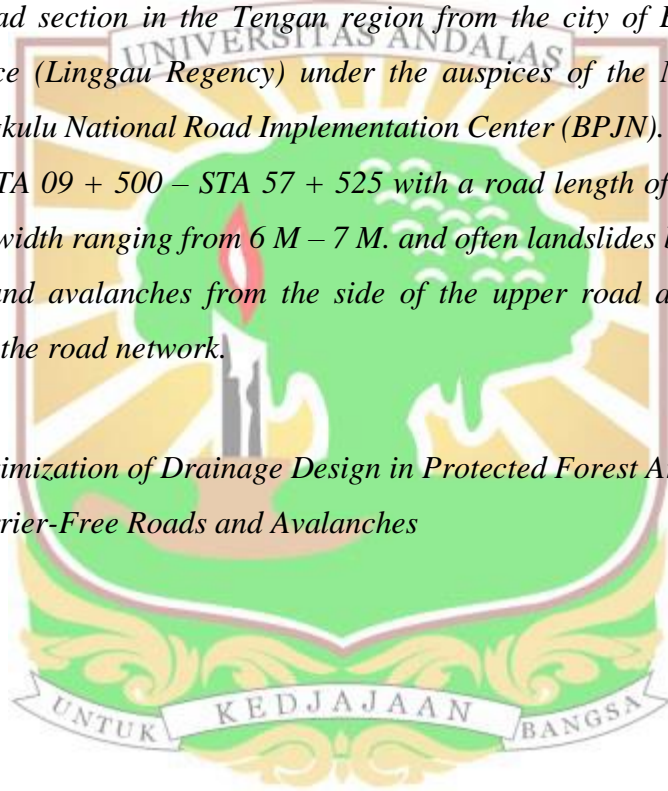 ad section in the Tengan region from the city of
UNIVERSITAS ANDALAS
ce (Linggau Regency) under the auspices of the
kulu National Road Implementation Center (BPJN).
TA 09 + 500 – STA 57 + 525 with a road length of
width ranging from 6 M – 7 M. and often landslides
and avalanches from the side of the upper road
the road network.
timization of Drainage Design in Protected Forest
rier-Free Roads and Avalanches
UNTUK KEDJAJAAN BANGSA